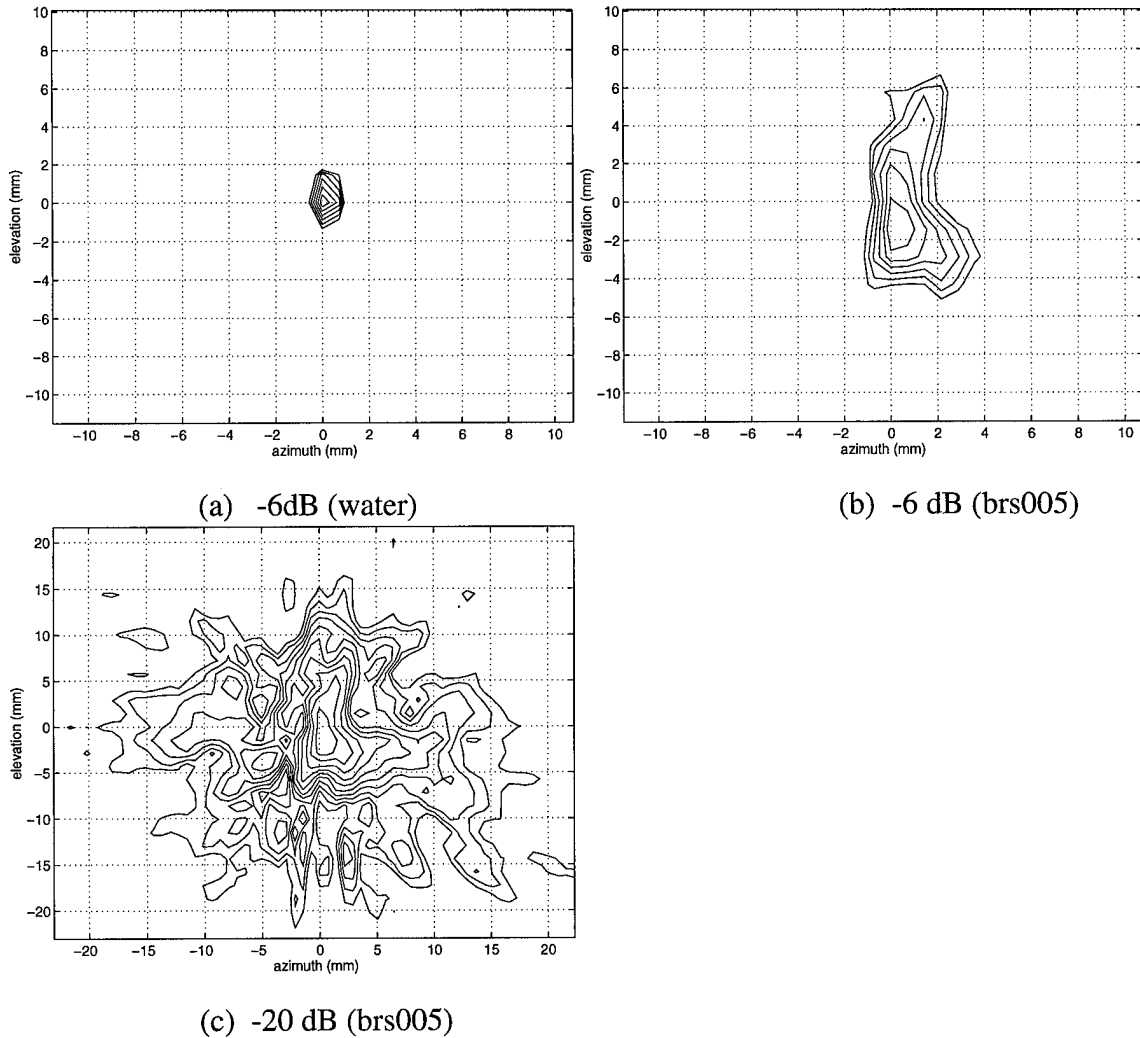 10
8
6
4
2
0
−2
−4
−6
−8
−10
elevation (mm)
−10 −8 −6 −4 −2 0 2 4 6 8 10
azimuth (mm)
(a) -6dB (water)
10
8
6
4
2
0
−2
−4
−6
−8
−10
elevation (mm)
−10 −8 −6 −4 −2 0 2 4 6 8 10
azimuth (mm)
(b) -6 dB (brs005)
20
15
10
5
0
−5
−10
−15
−20
elevation (mm)
−20 −15 −10 −5 0 5 10 15 20
azimuth (mm)
(c) -20 dB (brs005)